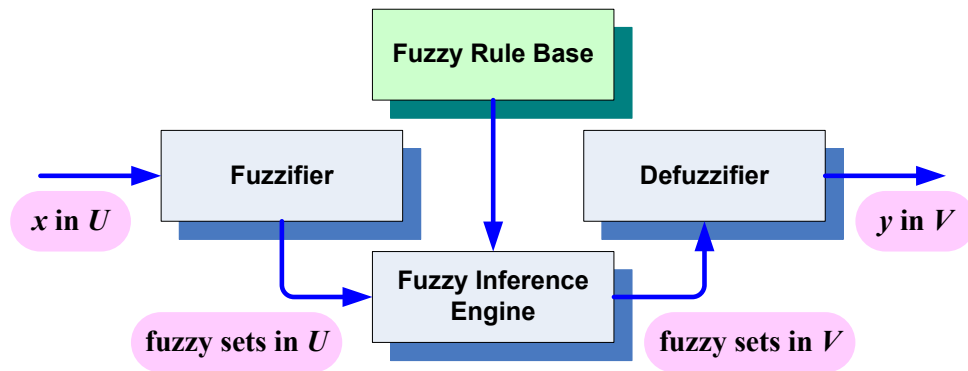 Fuzzy Rule Base
Fuzzifier
Defuzzifier
x in U
y in V
Fuzzy Inference
Engine
fuzzy sets in U
fuzzy sets in V